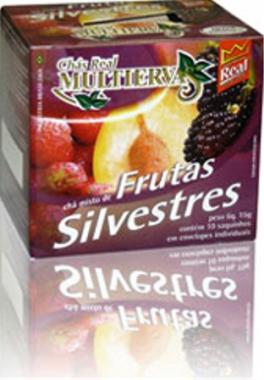 Chás Real
MULTIERVAS
Real
chá misto de
Frutas
Silvestres
peso líq. 15g
contém 10 saquinhos
em envelopes individuais